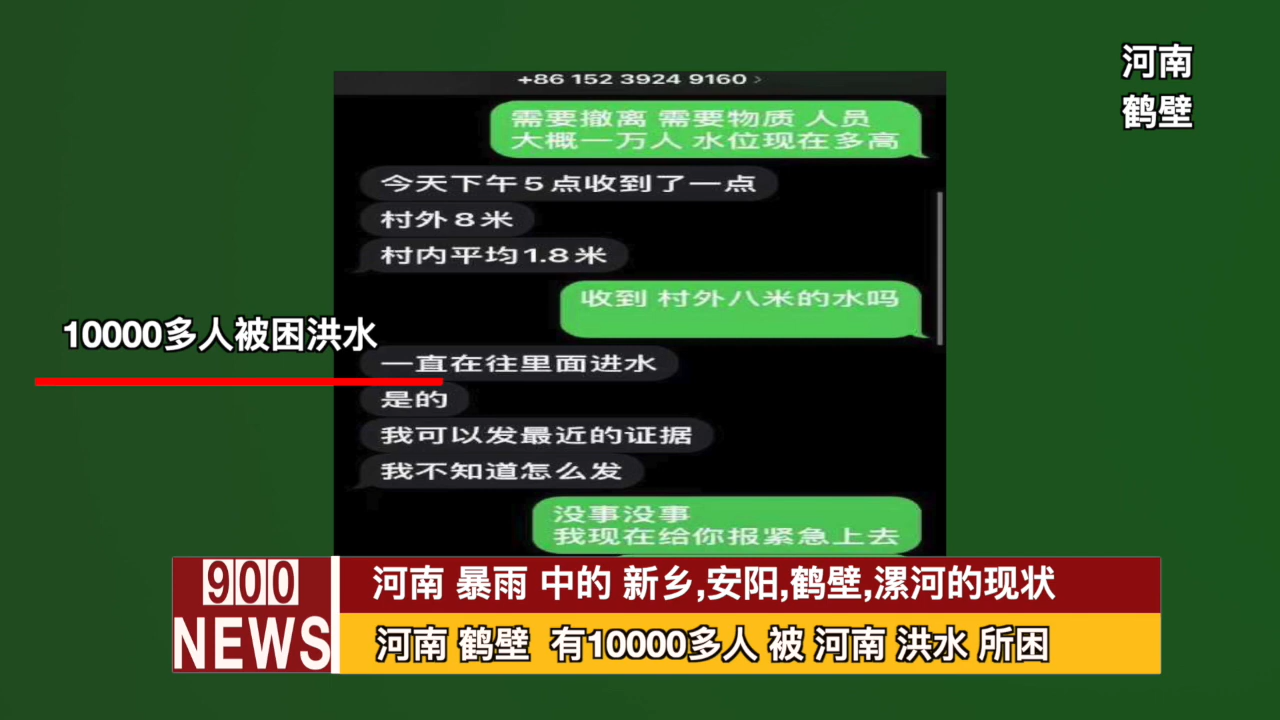 河南
鹤壁
+86 152 3924 9160 >
需要撤离 需要物质 人员
大概一万人 水位现在多高
今天下午5点收到了一点
村外8米
村内平均1.8米
收到 村外八米的水吗
10000多人被困洪水
一直在往里面进水
是的
我可以发最近的证据
我不知道怎么发
没事没事
我现在给你报紧急上去
900
NEWS
河南 暴雨 中的 新乡,安阳,鹤壁,漯河的现状
河南 鹤壁 有10000多人 被 河南 洪水 所困